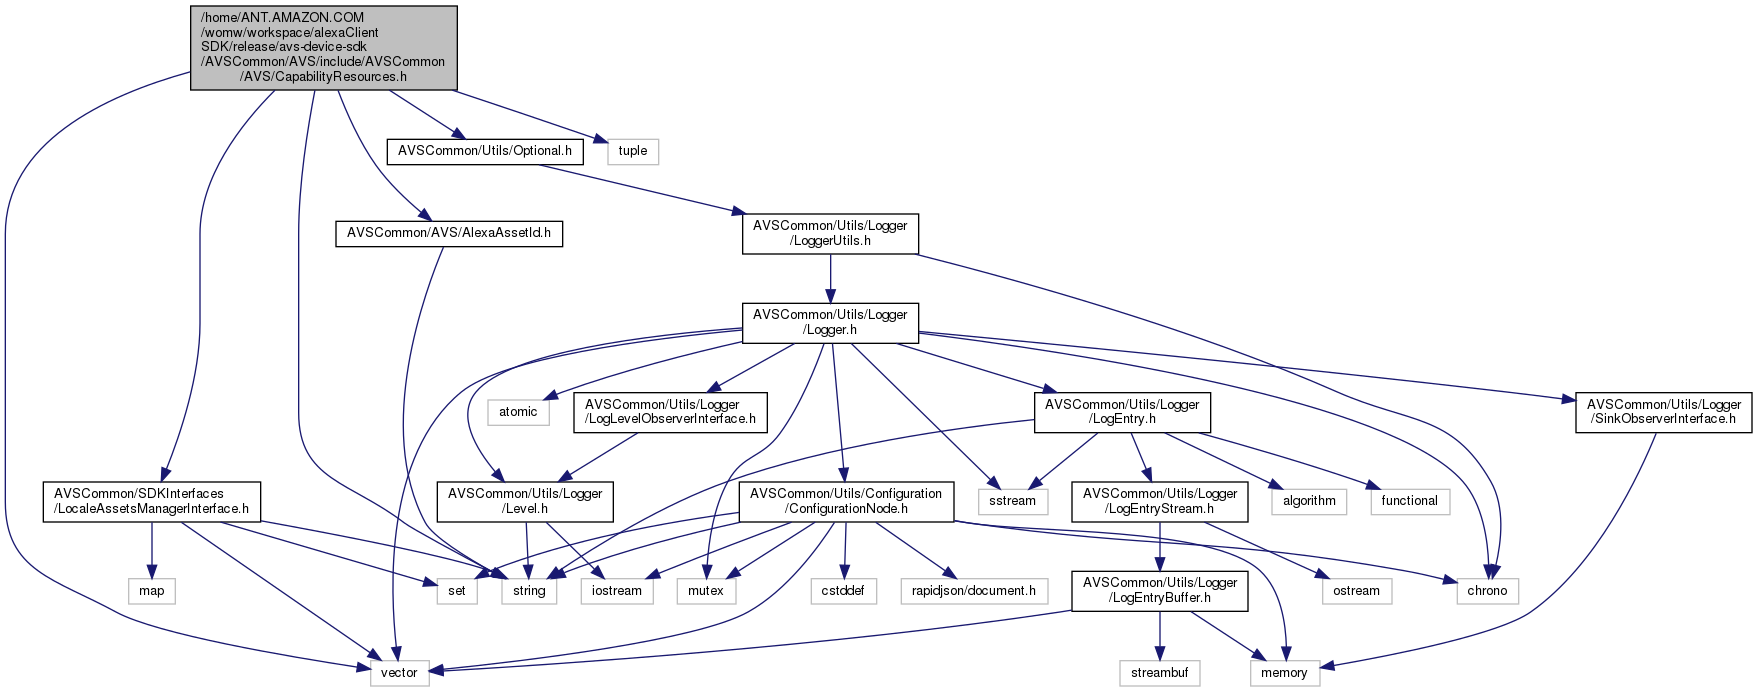 /home/ANT.AMAZON.COM
/womw/workspace/alexaClient
SDK/release/avs-device-sdk
/AVSCommon/AVS/include/AVSCommon
/AVS/CapabilityResources.h
AVSCommon/Utils/Optional.h
tuple
AVSCommon/AVS/AlexaAssetId.h
AVSCommon/Utils/Logger
/LoggerUtils.h
AVSCommon/Utils/Logger
/Logger.h
atomic
AVSCommon/Utils/Logger
/LogLevelObserverInterface.h
AVSCommon/Utils/Logger
/LogEntry.h
AVSCommon/Utils/Logger
/SinkObserverInterface.h
AVSCommon/SDKInterfaces
/LocaleAssetsManagerInterface.h
AVSCommon/Utils/Logger
/Level.h
AVSCommon/Utils/Configuration
/ConfigurationNode.h
sstream
AVSCommon/Utils/Logger
/LogEntryStream.h
algorithm
functional
map
set
string
iostream
mutex
cstddef
rapidjson/document.h
AVSCommon/Utils/Logger
/LogEntryBuffer.h
ostream
chrono
vector
streambuf
memory